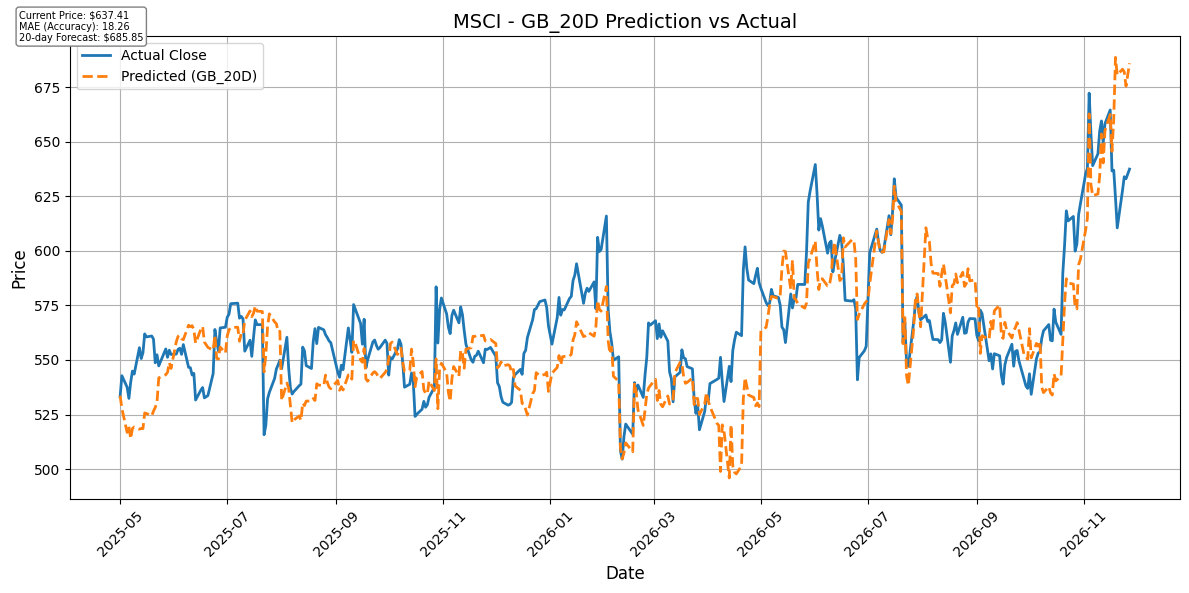 MSCI - GB_20D Prediction vs Actual
Current Price: $637.41
MAE (Accuracy): 18.26
20-day Forecast: $685.85
Actual Close
Predicted (GB_20D)
Price
675
650
625
600
575
550
525
500
2025-05
2025-07
2025-09
2025-11
2026-01
2026-03
2026-05
2026-07
2026-09
2026-11
Date